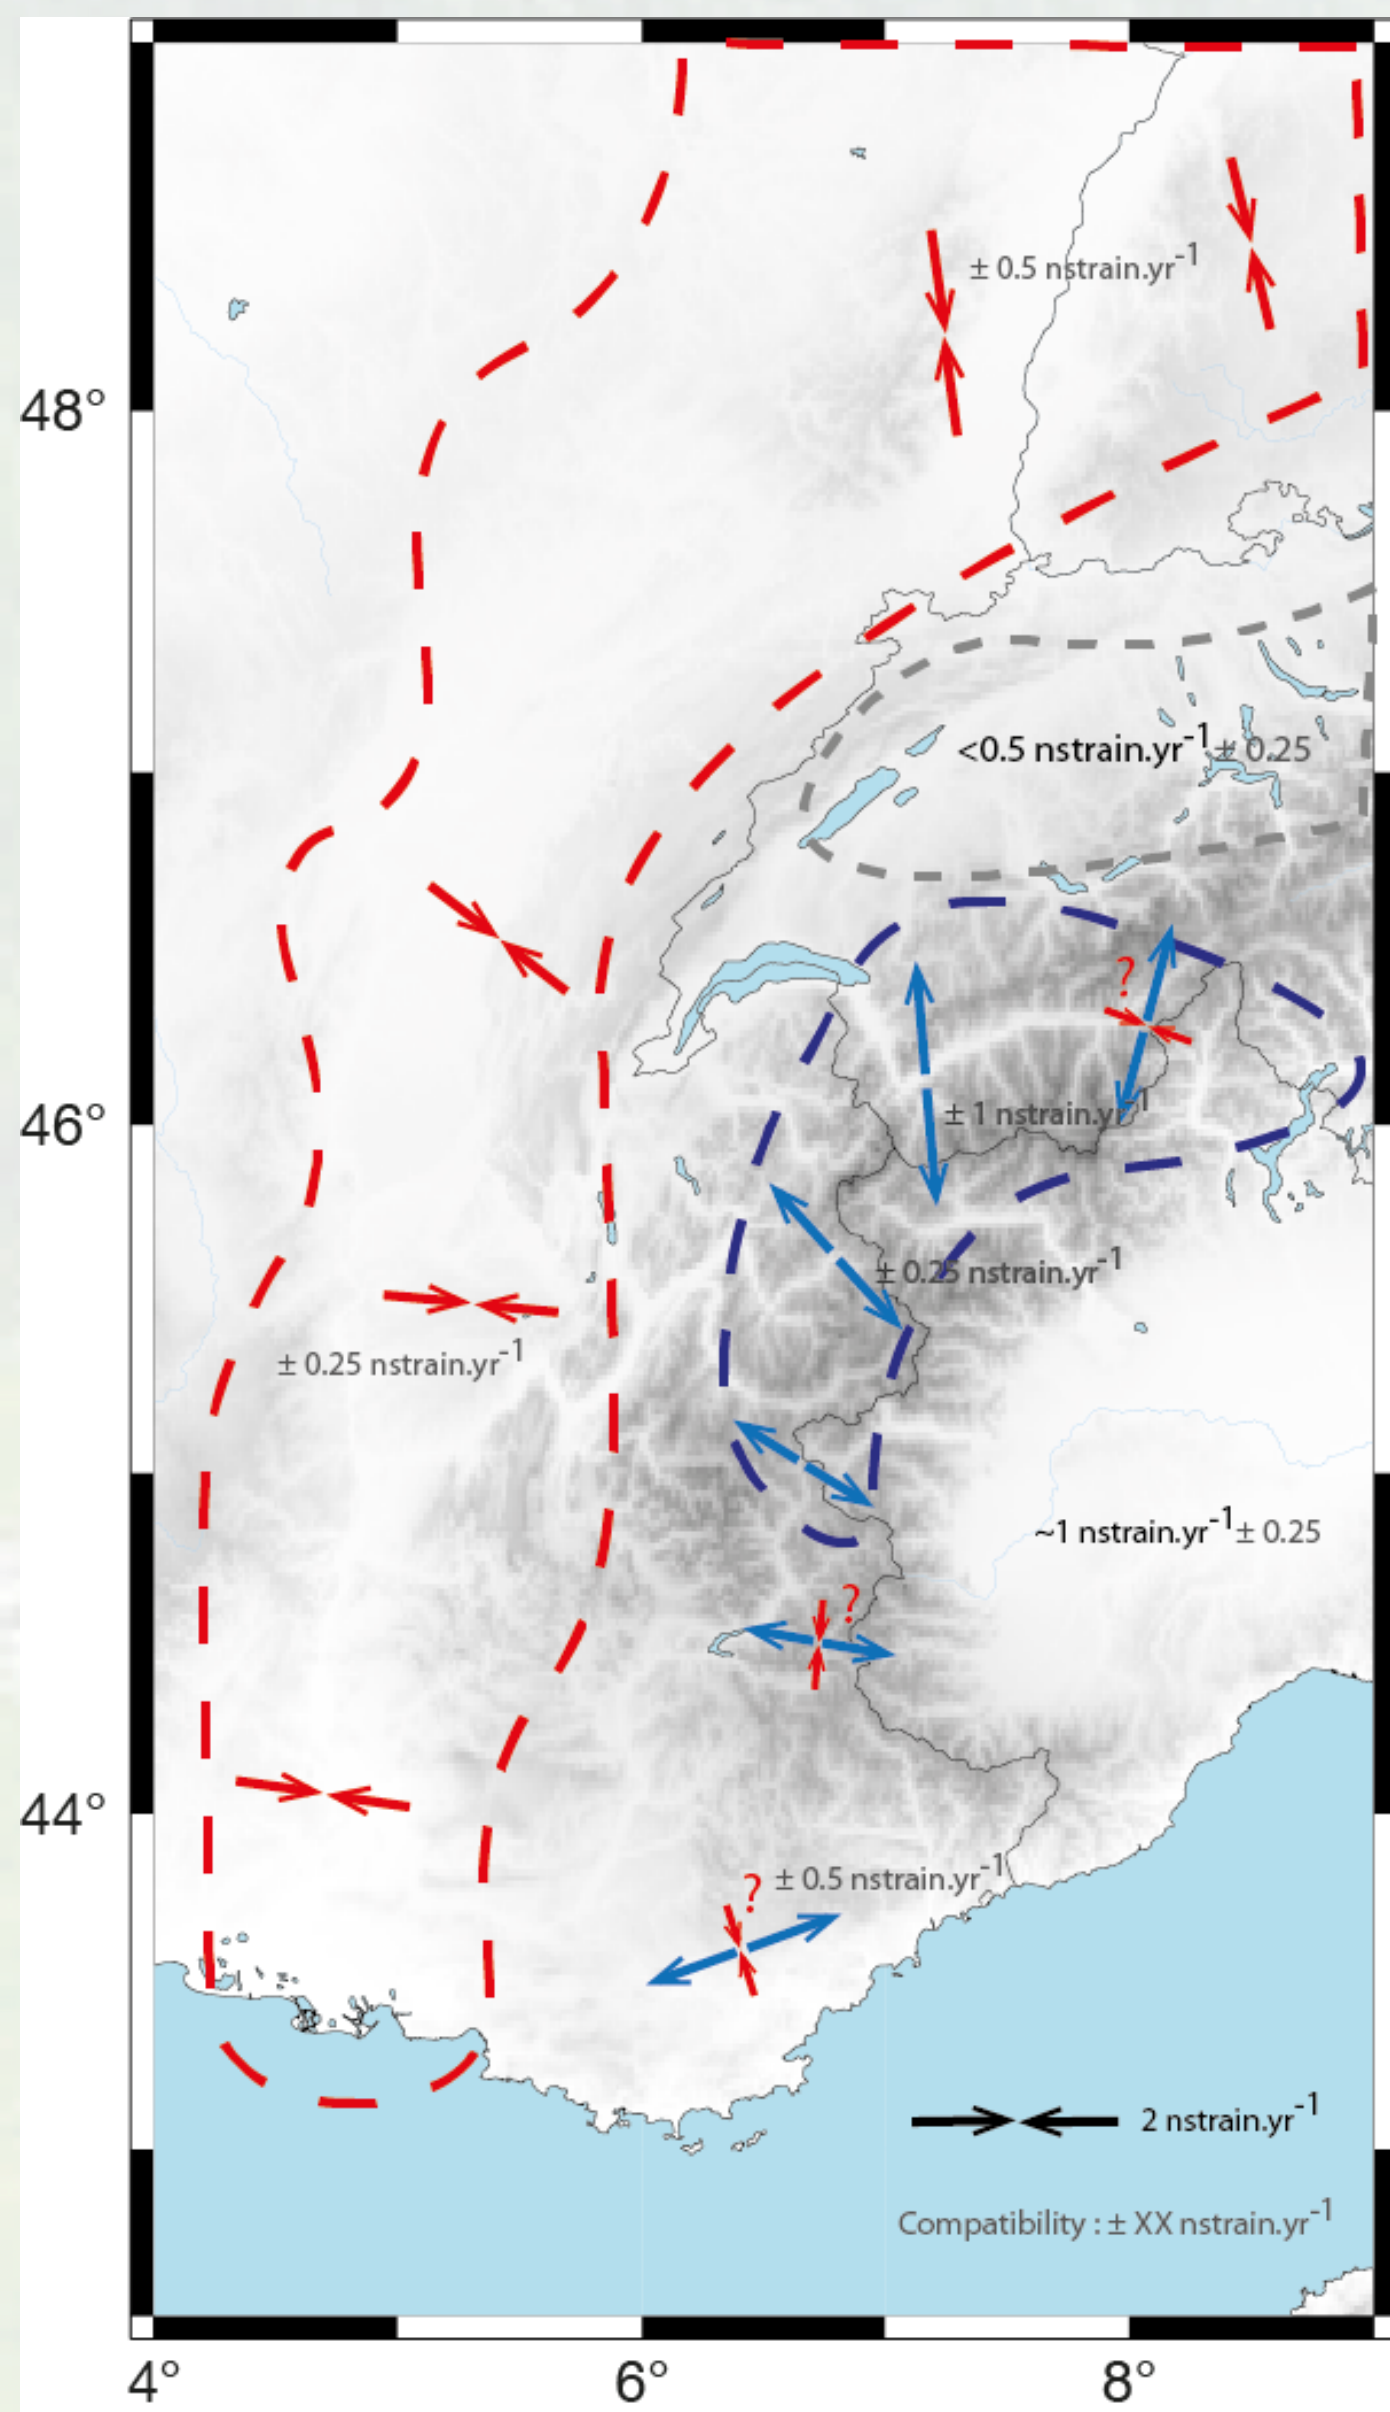 ± 0.5 nstrain.yr-1
48°
<0.5 nstrain.yr-1 ± 0.25
?
± 1 nstrain.yr-1
46°
± 0.25 nstrain.yr-1
± 0.25 nstrain.yr-1
~1 nstrain.yr-1 ± 0.25
?
44°
? ± 0.5 nstrain.yr-1
2 nstrain.yr-1
Compatibility : ± XX nstrain.yr-1
4° 6° 8°